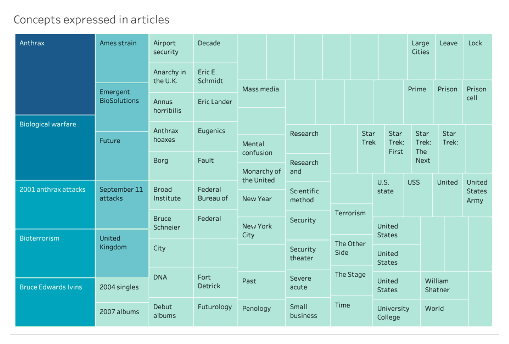 Concepts expressed in articles
Anthrax
Biological warfare
2001 anthrax attacks
Bioterrorism
Bruce Edwards Ivins
Ames strain
Emergent
BioSolutions
Future
September 11
attacks
United
Kingdom
2014 singles
2007 albums
Airport
security
Anarchy in
the U.K.
Annus
horribilis
Anthrax
hoaxes
Borg
Broad
Institute
Bruce
Schneier
City
DNA
Debut
albums
Decade
Eric E.
Schmidt
Eric Lander
Eugenics
Fault
Federal
Bureau of
Federal
Fort
Detrick
Futurology
Mass media
Mental
confusion
Monarchy of
the United
New Year
New York
City
Past
Penology
Research
Research
and
Scientific
method
Security
Security
theater
Severe
acute
Small
business
Terrorism
The Other
Side
The Stage
Time
Star
Trek
U.S.
state
United
States
United
States
United
States
University
College
Star
Trek:
First
Large
Cities
Prime
Star
Trek:
The
Next
USS
William
Shatner
World
Leave
Prison
Star
Trek:
United
Lock
Prison
cell
United
States
Army